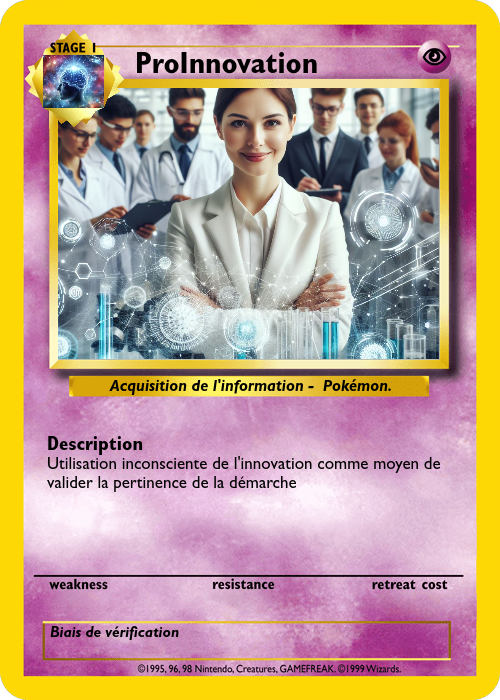 STAGE 1
ProInnovation
Acquisition de l'information - Pokémon.
Description
Utilisation inconsciente de l'innovation comme moyen de
valider la pertinence de la démarche
weakness resistance retreat cost
Biais de vérification
©1995, 96, 98 Nintendo, Creatures, GAMEFREAK. ©1999 Wizards.